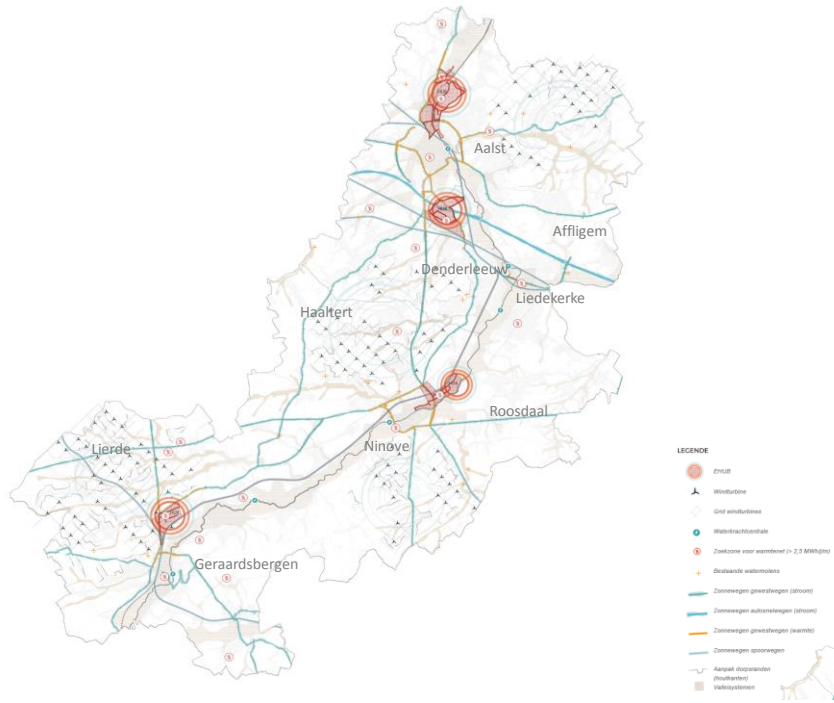 Aalst
Affligem
Denderleeuw
Liedekerke
Haaltert
Roosdaal
Lierde
Ninove
Geraardsbergen
LEGENDE
EHUB
Windturbine
Grid windturbines
Waterkrachtcentrale
Zoekzone voor warmtenet (> 2,5 MWh/j/m)
Bestaande watermolens
Zonnewegen gewestwegen (stroom)
Zonnewegen autosnelwegen (stroom)
Zonnewegen gewestwegen (warmte)
Zonnewegen spoorwegen
Aanpak dorpsranden
(houtkanten)
Valleisystemen